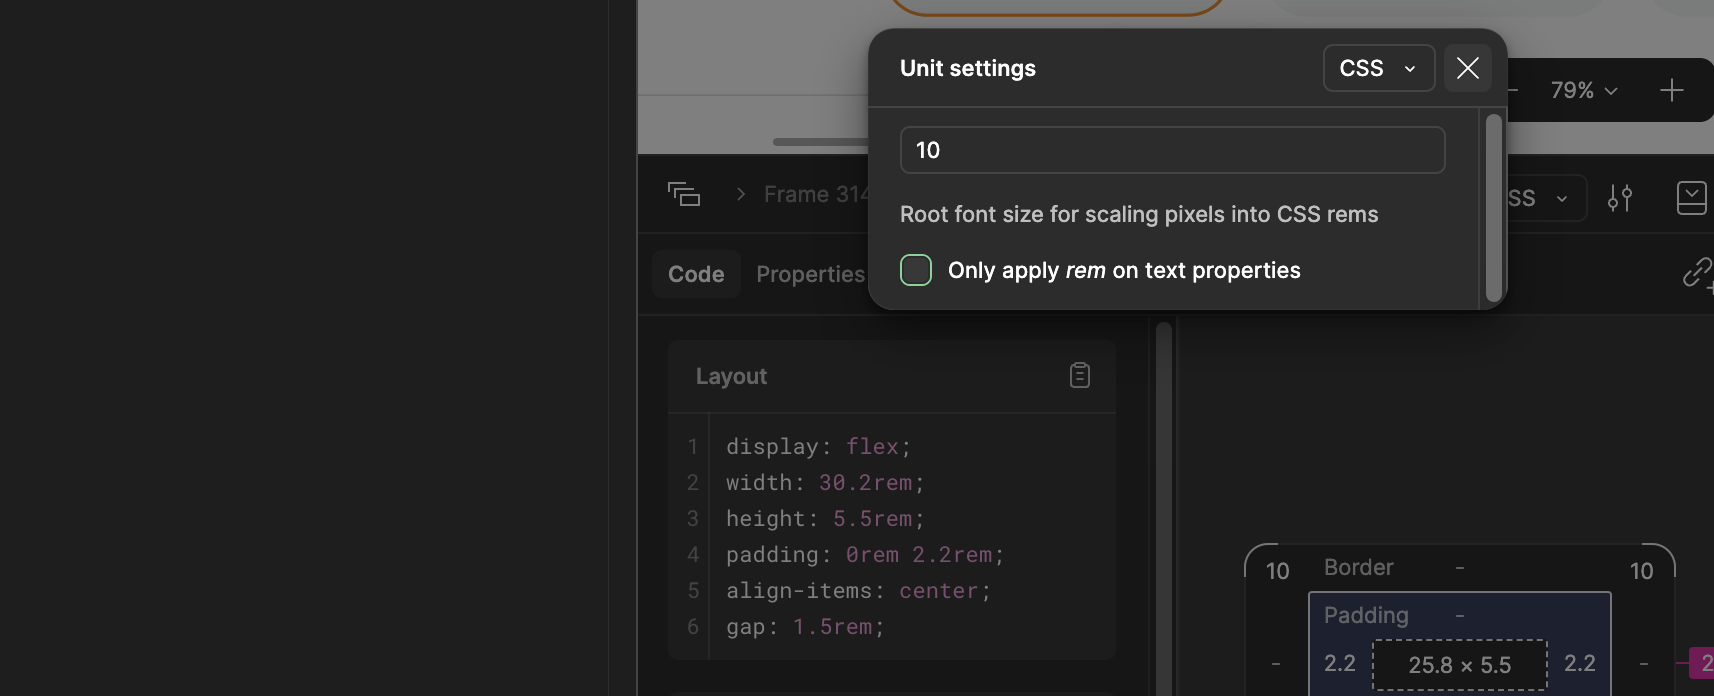 Unit settings
CSS
79%
10
Frame 314
SS
Root font size for scaling pixels into CSS rems
Only apply rem on text properties
Code
Properties
Layout
1 display: flex;
2 width: 30.2rem;
3 height: 5.5rem;
4 padding: 0rem 2.2rem;
5 align-items: center;
6 gap: 1.5rem;
10 Border - 10
Padding -
- 2.2 25.8 × 5.5 2.2 - 2